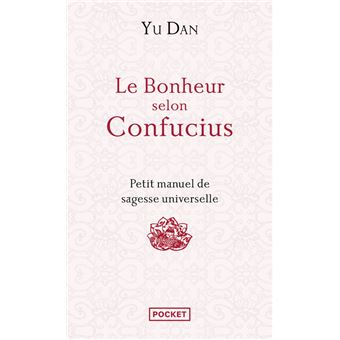 Yu Dan
Le Bonheur
selon
Confucius
Petit manuel de
sagesse universelle
POCKET